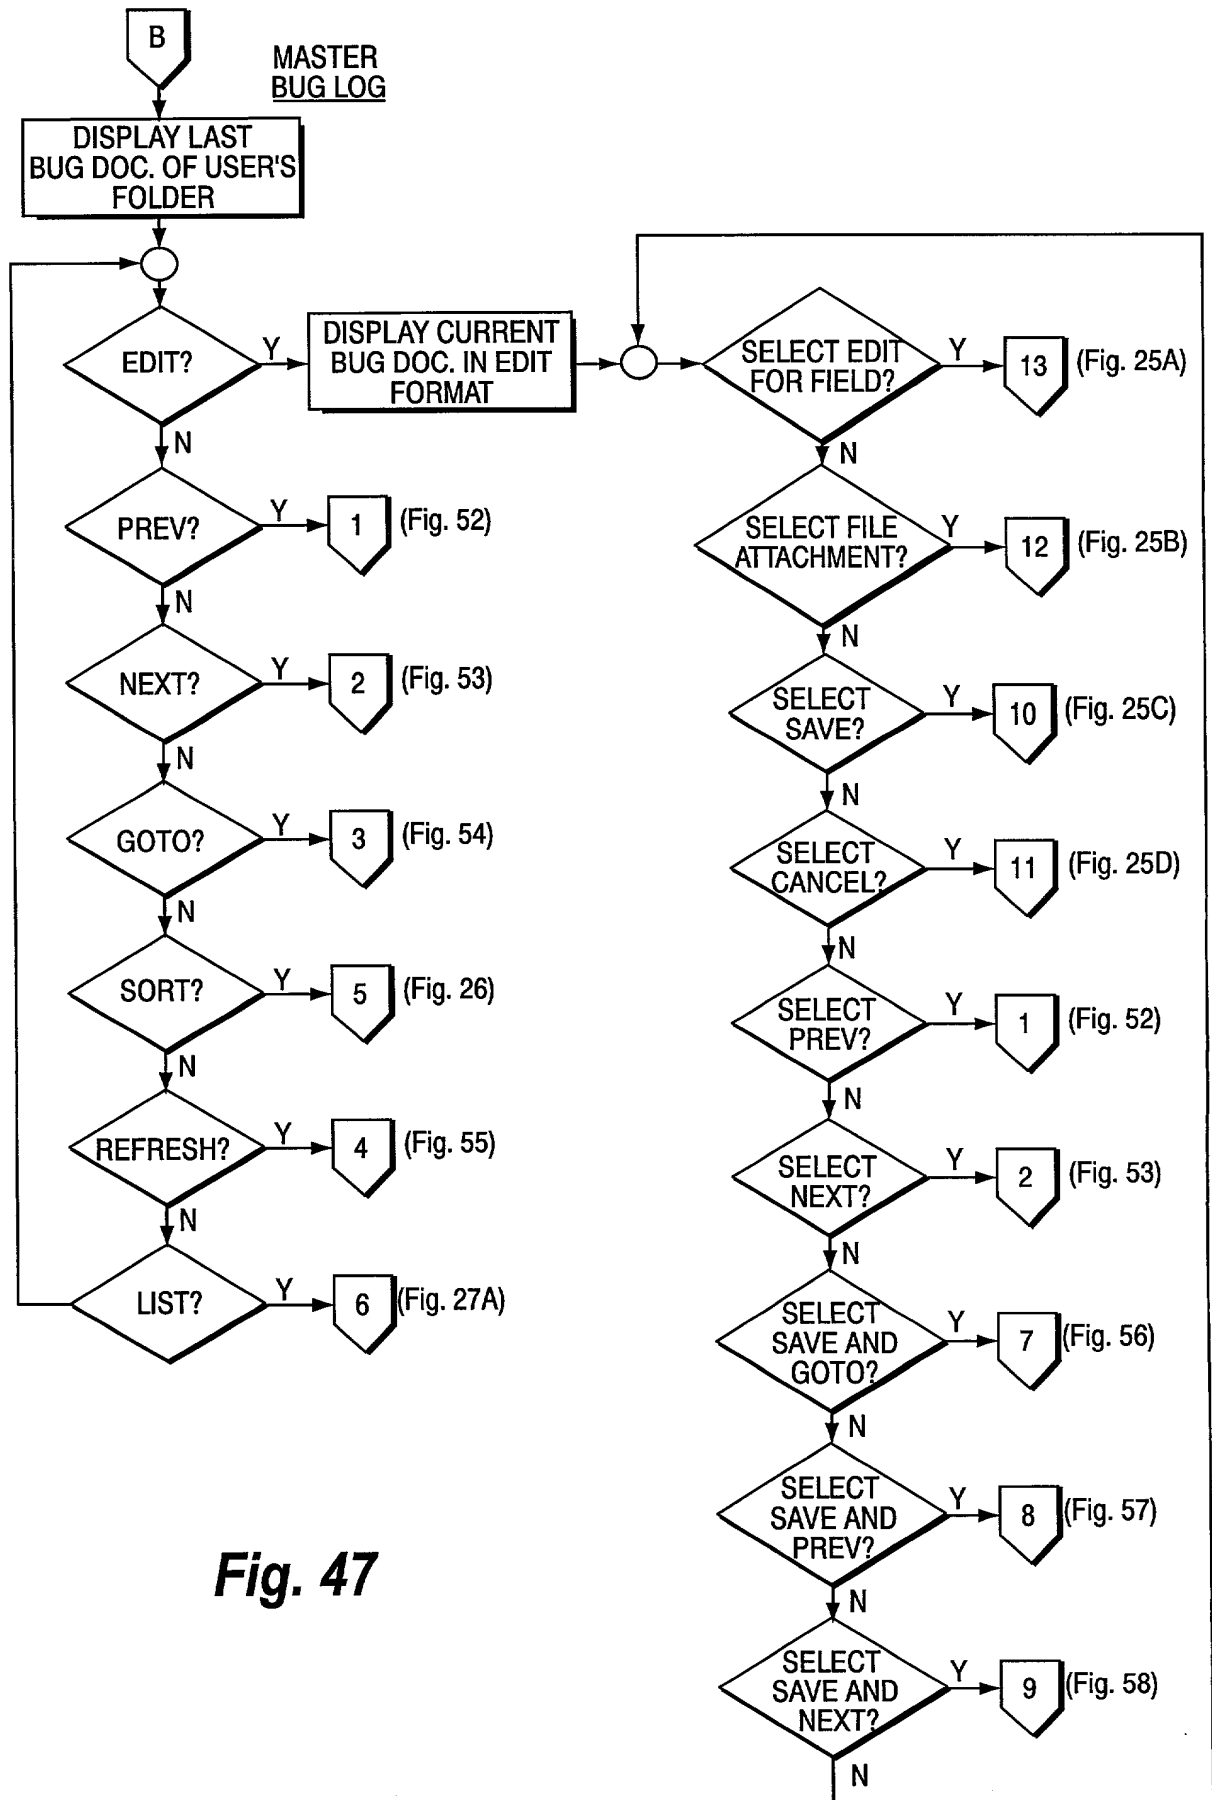 B
MASTER
BUG LOG
DISPLAY LAST
BUG DOC. OF USER'S
FOLDER
EDIT?
Y
DISPLAY CURRENT
BUG DOC. IN EDIT
FORMAT
N
PREV?
Y
1
(Fig. 52)
N
NEXT?
Y
2
(Fig. 53)
N
GOTO?
Y
3
(Fig. 54)
N
SORT?
Y
5
(Fig. 26)
N
REFRESH?
Y
4
(Fig. 55)
N
LIST?
Y
6
(Fig. 27A)
SELECT EDIT
FOR FIELD?
Y
13
(Fig. 25A)
N
SELECT FILE
ATTACHMENT?
Y
12
(Fig. 25B)
N
SELECT
SAVE?
Y
10
(Fig. 25C)
N
SELECT
CANCEL?
Y
11
(Fig. 25D)
N
SELECT
PREV?
Y
1
(Fig. 52)
N
SELECT
NEXT?
Y
2
(Fig. 53)
N
SELECT
SAVE AND
GOTO?
Y
7
(Fig. 56)
N
SELECT
SAVE AND
PREV?
Y
8
(Fig. 57)
N
SELECT
SAVE AND
NEXT?
Y
9
(Fig. 58)
N
Fig. 47